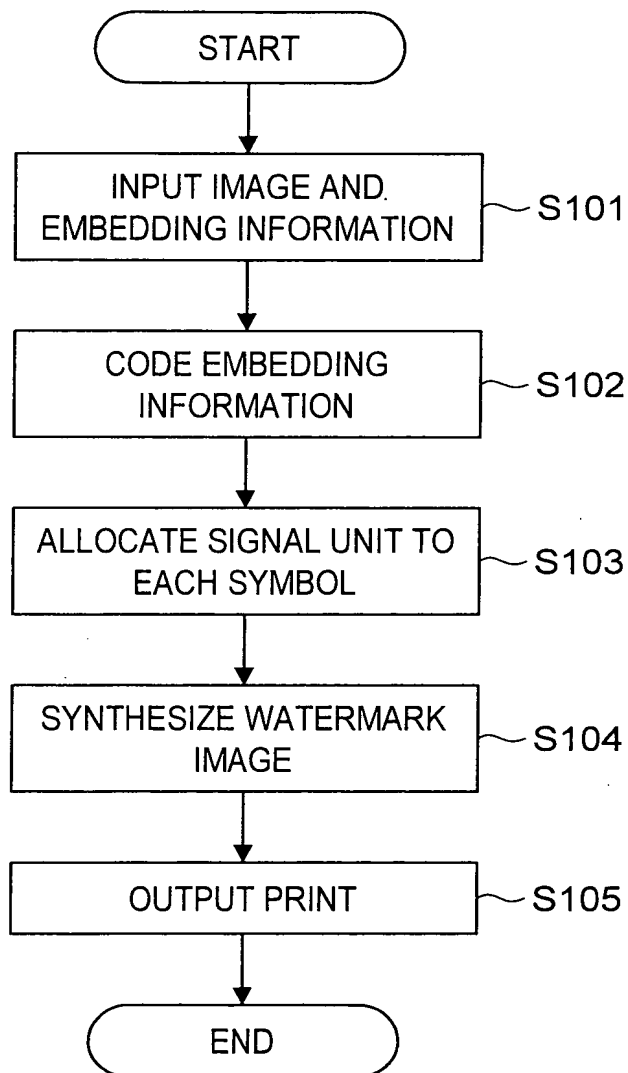 START
INPUT IMAGE AND.
EMBEDDING INFORMATION
S101
CODE EMBEDDING
INFORMATION
S102
ALLOCATE SIGNAL UNIT TO
EACH SYMBOL
S103
SYNTHESIZE WATERMARK
IMAGE
S104
OUTPUT PRINT
S105
END